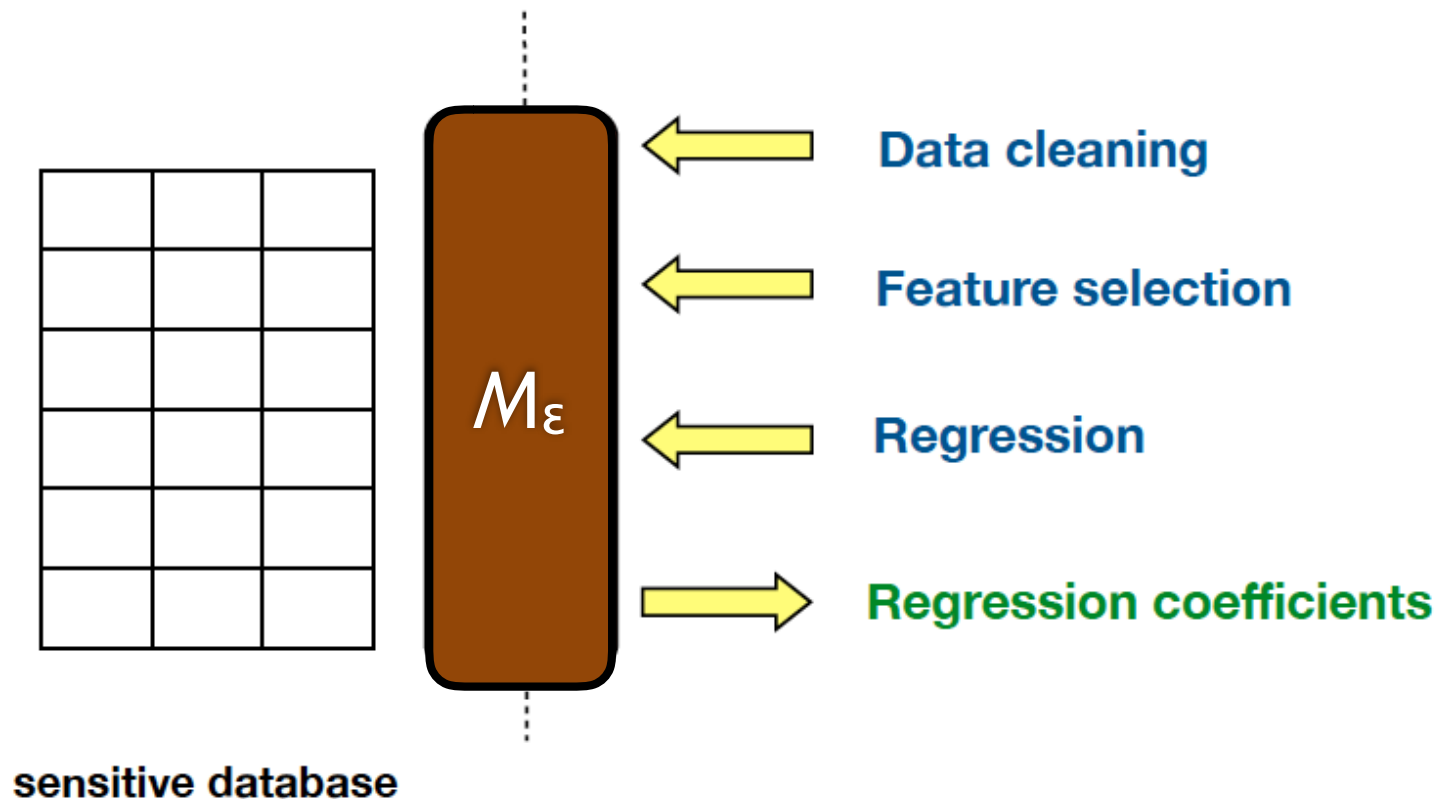 Data cleaning
Feature selection
Mε
Regression
Regression coefficients
sensitive database